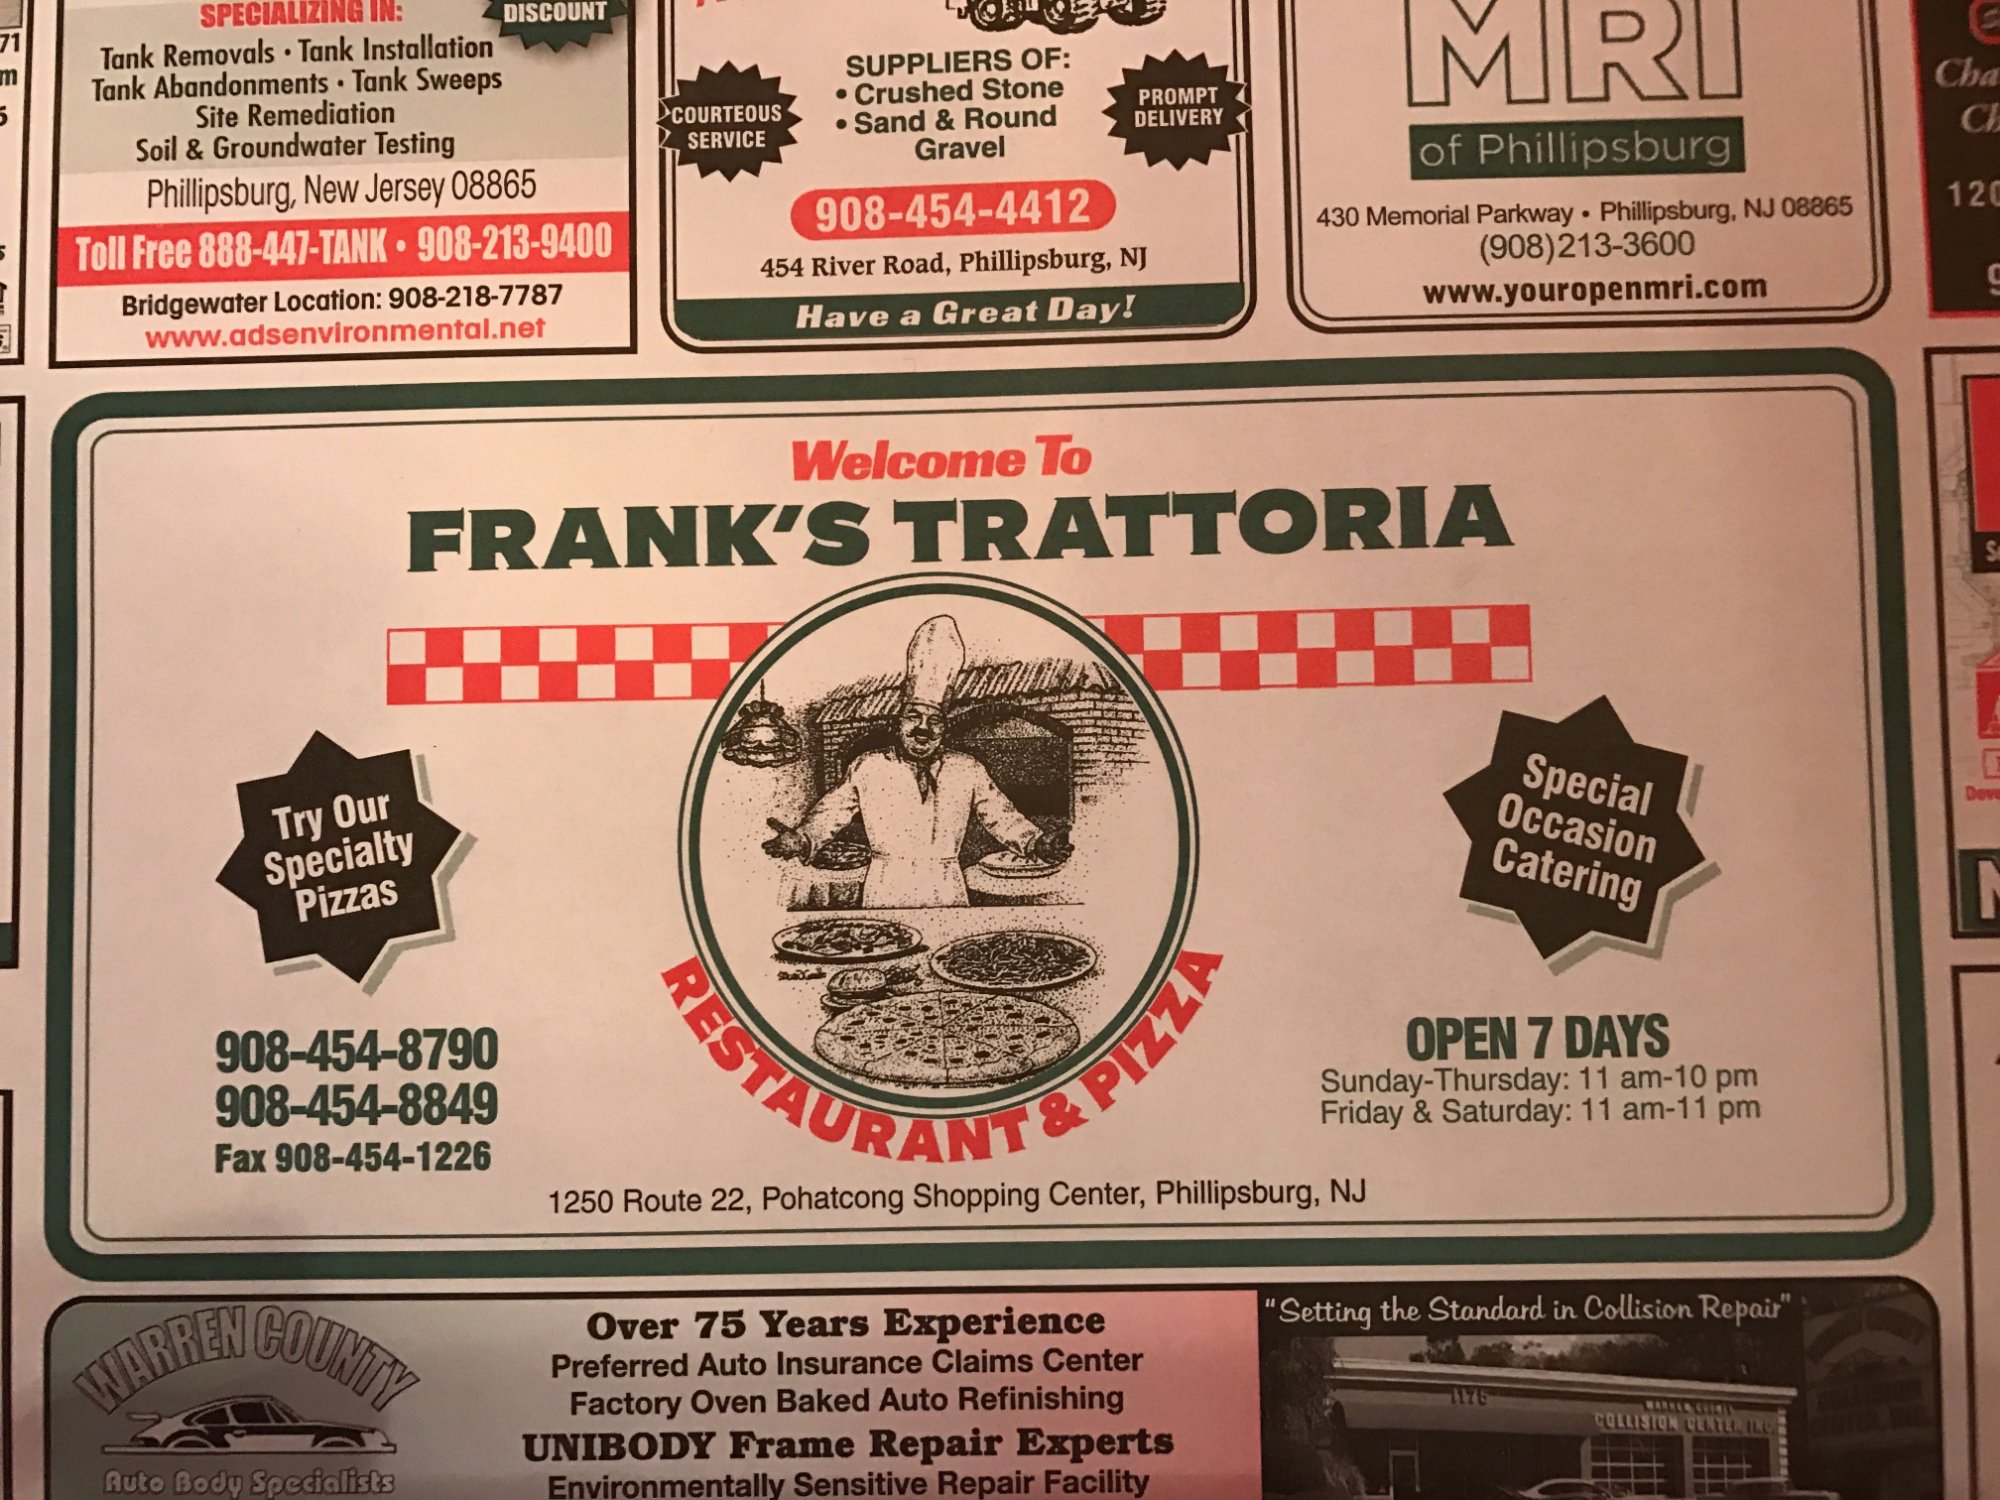 SPECIALIZING IN:
Tank Removals • Tank Installation
Tank Abandonments • Tank Sweeps
Site Remediation
Soil & Groundwater Testing
DISCOUNT
Phillipsburg, New Jersey 08865
Toll Free 888-447-TANK • 908-213-9400
Bridgewater Location: 908-218-7787
www.adsenvironmental.net
COURTEOUS
SERVICE
SUPPLIERS OF:
• Crushed Stone
• Sand & Round
Gravel
PROMPT
DELIVERY
908-454-4412
454 River Road, Phillipsburg, NJ
Have a Great Day!
MRI
of Phillipsburg
430 Memorial Parkway • Phillipsburg, NJ 08865
(908)213-3600
www.youropenmri.com
Welcome To
FRANK'S TRATTORIA
Try Our
Specialty
Pizzas
Special
Occasion
Catering
908-454-8790
908-454-8849
Fax 908-454-1226
RESTAURANT & PIZZA
OPEN 7 DAYS
Sunday-Thursday: 11 am-10 pm
Friday & Saturday: 11 am-11 pm
1250 Route 22, Pohatcong Shopping Center, Phillipsburg, NJ
WARREN COUNTY
Auto Body Specialists
Over 75 Years Experience
Preferred Auto Insurance Claims Center
Factory Oven Baked Auto Refinishing
UNIBODY Frame Repair Experts
Environmentally Sensitive Repair Facility
"Setting the Standard in Collision Repair"
1175
WARREN COUNTY
COLLISION CENTER, INC.